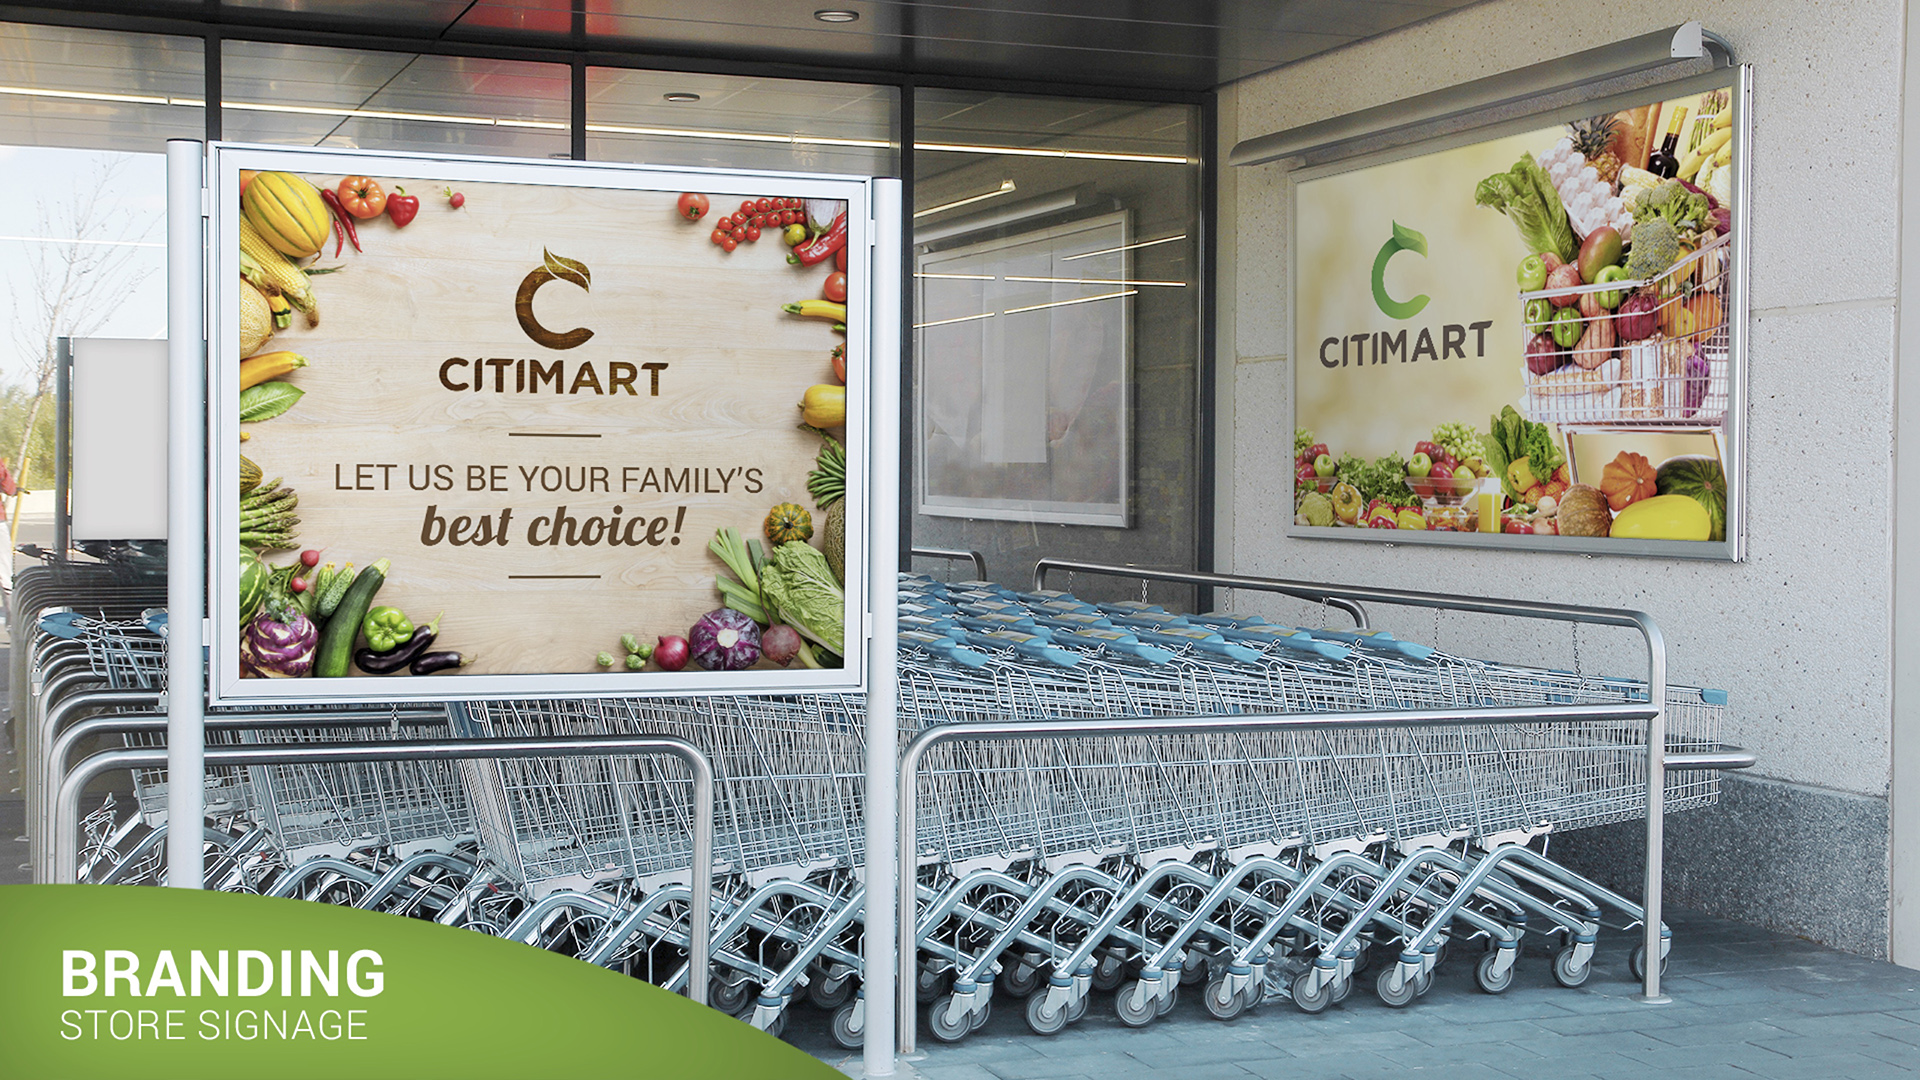 CITIMART
LET US BE YOUR FAMILY'S
best choice!
CITIMART
BRANDING
STORE SIGNAGE